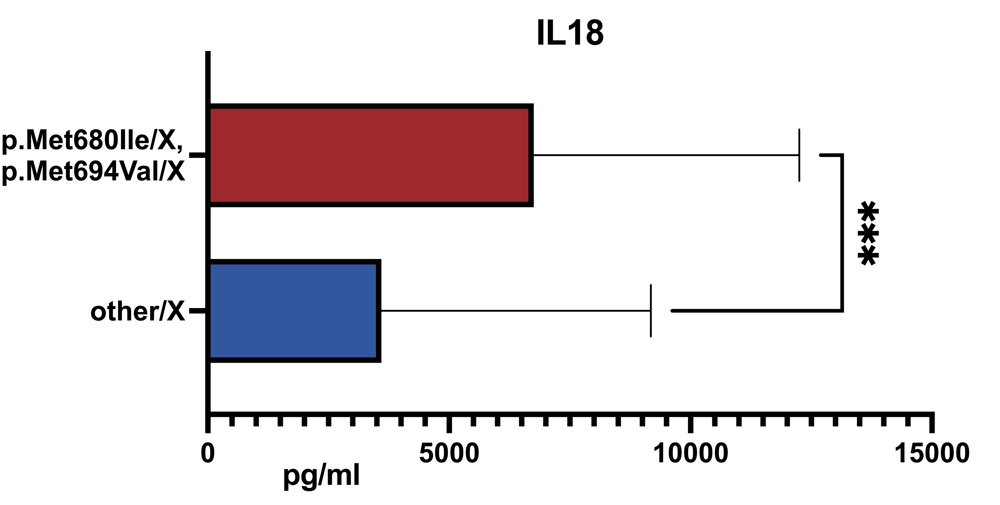 IL18
p.Met680Ile/X,
p.Met694Val/X
***
other/X
0 5000 10000 15000
pg/ml